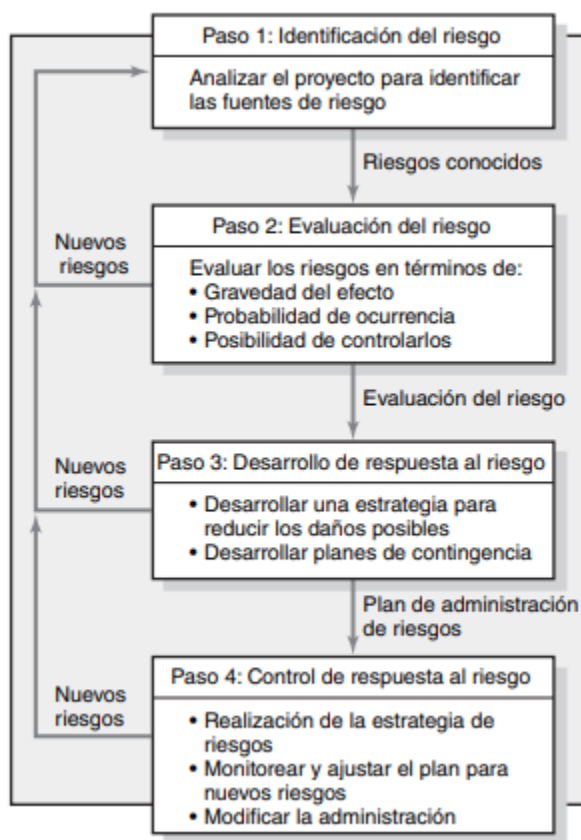 Paso 1: Identificación del riesgo
Analizar el proyecto para identificar
las fuentes de riesgo
Riesgos conocidos
Paso 2: Evaluación del riesgo
Nuevos
riesgos
Evaluar los riesgos en términos de:
• Gravedad del efecto
• Probabilidad de ocurrencia
• Posibilidad de controlarlos
Evaluación del riesgo
Paso 3: Desarrollo de respuesta al riesgo
Nuevos
riesgos
• Desarrollar una estrategia para
reducir los daños posibles
• Desarrollar planes de contingencia
Plan de administración
de riesgos
Paso 4: Control de respuesta al riesgo
Nuevos
riesgos
• Realización de la estrategia de
riesgos
• Monitorear y ajustar el plan para
nuevos riesgos
• Modificar la administración